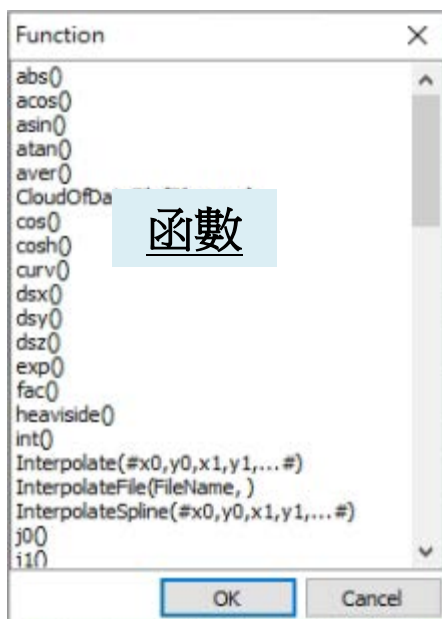 Function
abs()
acos()
asin()
atan()
aver()
函數
cos()
cosh()
curv()
dsx()
dsy()
dsz()
exp()
fac()
heaviside()
int()
Interpolate(#x0,y0,x1,y1,...#)
InterpolateFile(FileName, )
InterpolateSpline(#x0,y0,x1,y1,...#)
j0()
j1()
OK Cancel